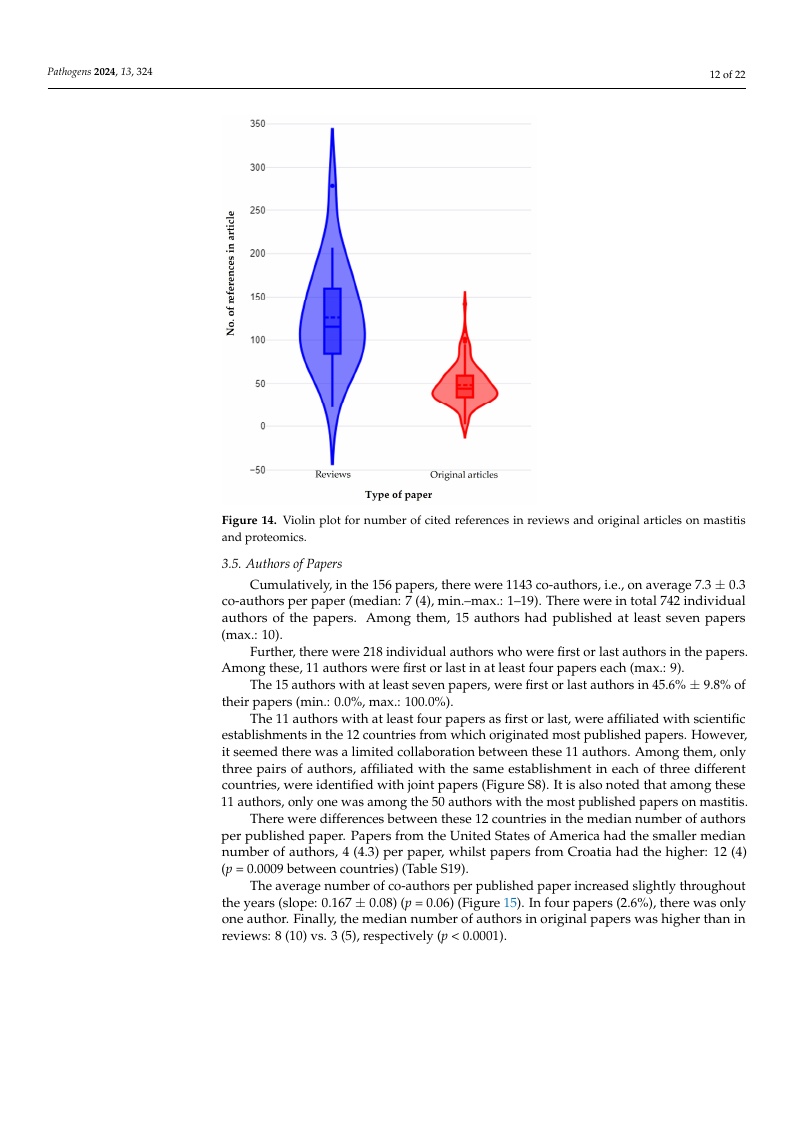 Pathogens 2024, 13, 324
12 of 22
350
300
250
200
150
100
50
0
−50
No. of references in article
Reviews
Original articles
Type of paper
Figure 14. Violin plot for number of cited references in reviews and original articles on mastitis
and proteomics.
3.5. Authors of Papers
Cumulatively, in the 156 papers, there were 1143 co-authors, i.e., on average 7.3 ± 0.3
co-authors per paper (median: 7 (4), min.–max.: 1–19). There were in total 742 individual
authors of the papers. Among them, 15 authors had published at least seven papers
(max.: 10).
Further, there were 218 individual authors who were first or last authors in the papers.
Among these, 11 authors were first or last in at least four papers each (max.: 9).
The 15 authors with at least seven papers, were first or last authors in 45.6% ± 9.8% of
their papers (min.: 0.0%, max.: 100.0%).
The 11 authors with at least four papers as first or last, were affiliated with scientific
establishments in the 12 countries from which originated most published papers. However,
it seemed there was a limited collaboration between these 11 authors. Among them, only
three pairs of authors, affiliated with the same establishment in each of three different
countries, were identified with joint papers (Figure S8). It is also noted that among these
11 authors, only one was among the 50 authors with the most published papers on mastitis.
There were differences between these 12 countries in the median number of authors
per published paper. Papers from the United States of America had the smaller median
number of authors, 4 (4.3) per paper, whilst papers from Croatia had the higher: 12 (4)
(p = 0.0009 between countries) (Table S19).
The average number of co-authors per published paper increased slightly throughout
the years (slope: 0.167 ± 0.08) (p = 0.06) (Figure 15). In four papers (2.6%), there was only
one author. Finally, the median number of authors in original papers was higher than in
reviews: 8 (10) vs. 3 (5), respectively (p < 0.0001).